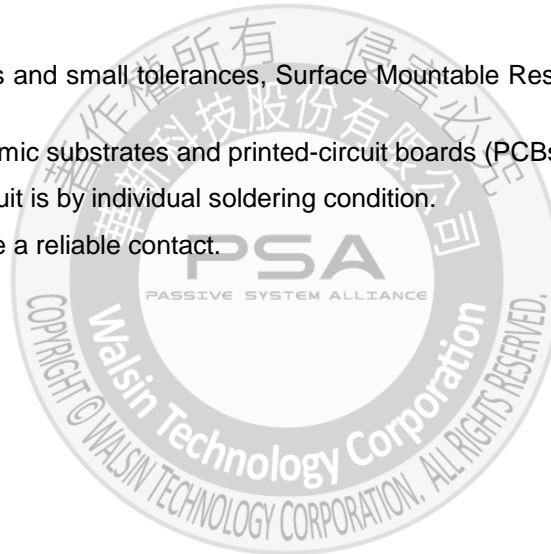 s and small tolerances, Surface Mountable Res
mic substrates and printed-circuit boards (PCBs
uit is by individual soldering condition.
e a reliable contact.
著作權所有 侵害必究
華新科技股份有限公司
PSA
PASSIVE SYSTEM ALLIANCE
Walsin Technology Corporation
COPYRIGHT © WALSIN TECHNOLOGY CORPORATION. ALL RIGHTS RESERVED.